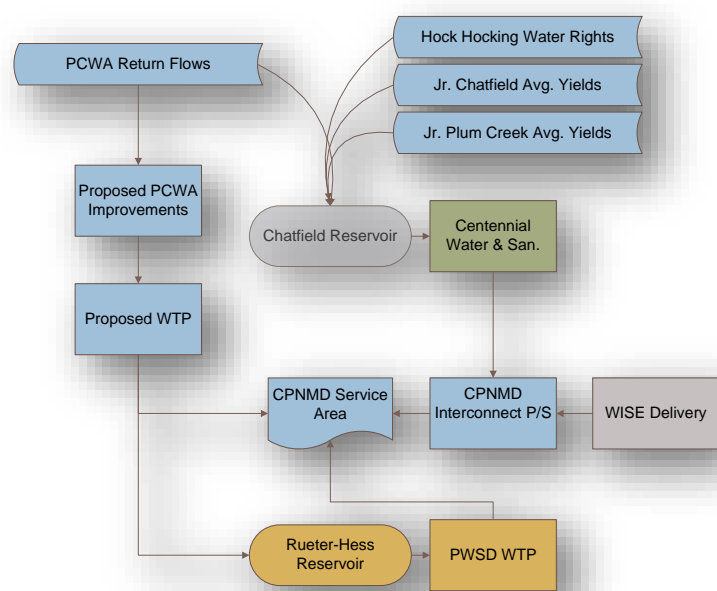 Hock Hocking Water Rights
PCWA Return Flows
Jr. Chatfield Avg. Yields
Jr. Plum Creek Avg. Yields
Proposed PCWA
Improvements
Chatfield Reservoir
Centennial
Water & San.
Proposed WTP
CPNMD Service
Area
CPNMD
Interconnect P/S
WISE Delivery
Rueter-Hess
Reservoir
PWSD WTP